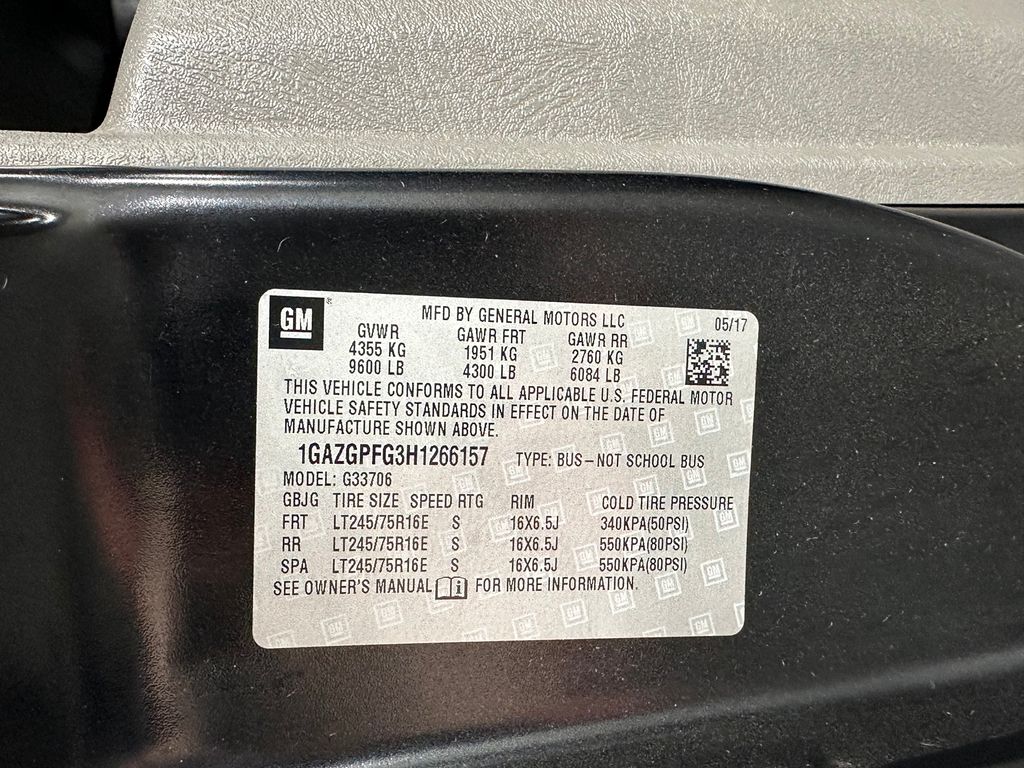 GM
MFD BY GENERAL MOTORS LLC 05/17
GVWR GAWR FRT GAWR RR
4355 KG 1951 KG 2760 KG
9600 LB 4300 LB 6084 LB
THIS VEHICLE CONFORMS TO ALL APPLICABLE U.S. FEDERAL MOTOR
VEHICLE SAFETY STANDARDS IN EFFECT ON THE DATE OF
MANUFACTURE SHOWN ABOVE.
1GAZGPFG3H1266157 TYPE: BUS–NOT SCHOOL BUS
MODEL: G33706
GBJG TIRE SIZE SPEED RTG RIM COLD TIRE PRESSURE
FRT LT245/75R16E S 16X6.5J 340KPA(50PSI)
RR LT245/75R16E S 16X6.5J 550KPA(80PSI)
SPA LT245/75R16E S 16X6.5J 550KPA(80PSI)
SEE OWNER'S MANUAL FOR MORE INFORMATION.